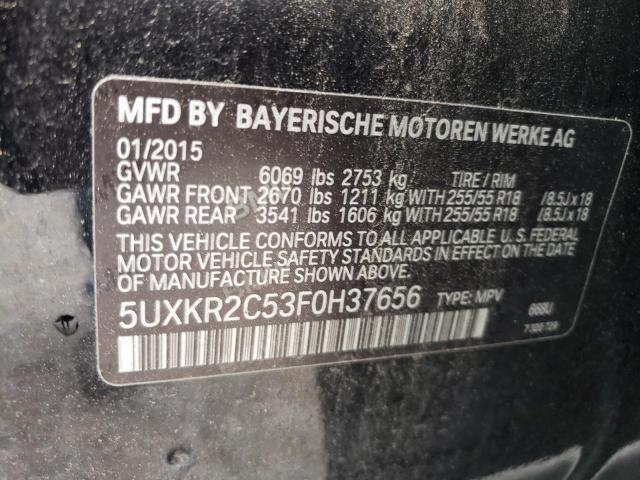 MFD BY BAYERISCHE MOTOREN WERKE AG
01/2015
GVWR 6069 lbs 2753 kg TIRE / RIM
GAWR FRONT 2670 lbs 1211 kg WITH 255/55 R18 /8.5J x 18
GAWR REAR 3541 lbs 1606 kg WITH 255/55 R18 /8.5J x 18
THIS VEHICLE CONFORMS TO ALL APPLICABLE U.S. FEDERAL
MOTOR VEHICLE SAFETY STANDARDS IN EFFECT ON THE DATE
OF MANUFACTURE SHOWN ABOVE.
5UXKR2C53F0H37656 TYPE: MPV